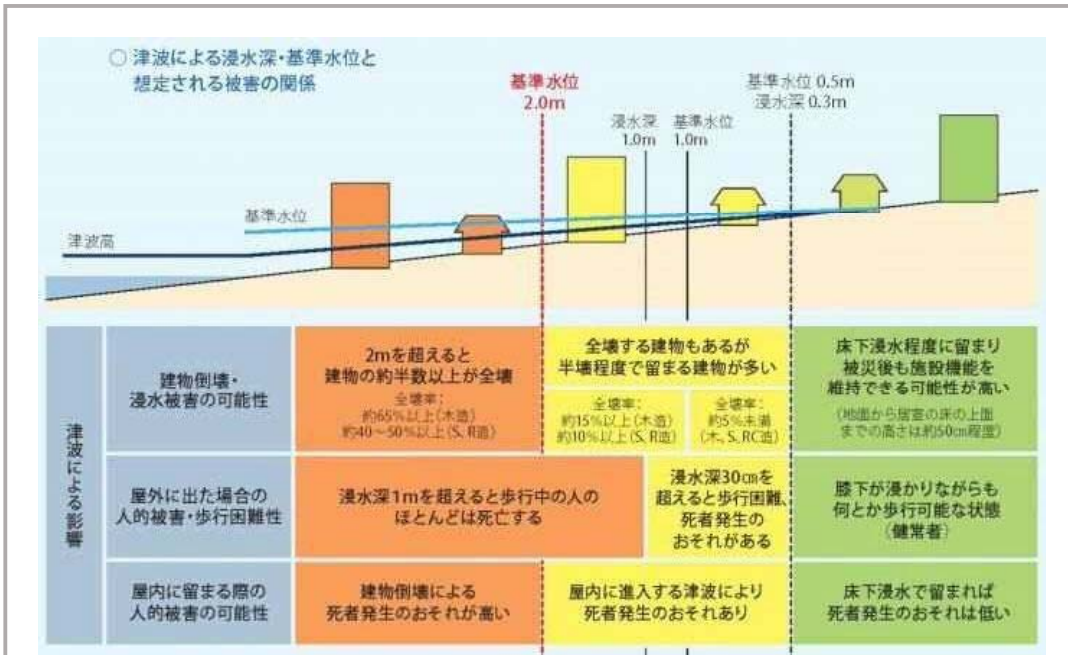 ○ 津波による浸水深・基準水位と
想定される被害の関係
基準水位
2.0m
浸水深
1.0m
基準水位
1.0m
基準水位 0.5m
浸水深 0.3m
基準水位
津波高
津波による影響
建物倒壊・
浸水被害の可能性
2mを超えると
建物の約半数以上が全壊
全壊率:
約65%以上(木造)
約40〜50%以上(S、R造)
全壊する建物もあるが
半壊程度で留まる建物が多い
全壊率:
約15%以上(木造)
約10%以上(S、R造)
全壊率:
約5%未満
(木、S、RC造)
床下浸水程度に留まり
被災後も施設機能を
維持できる可能性が高い
(地面から居室の床の上面
までの高さは約50㎝程度)
屋外に出た場合の
人的被害・歩行困難性
浸水深1mを超えると歩行中の人の
ほとんどは死亡する
浸水深30㎝を
超えると歩行困難、
死者発生の
おそれがある
膝下が浸かりながらも
何とか歩行可能な状態
(健常者)
屋内に留まる際の
人的被害の可能性
建物倒壊による
死者発生のおそれが高い
屋内に進入する津波により
死者発生のおそれあり
床下浸水で留まれば
死者発生のおそれは低い